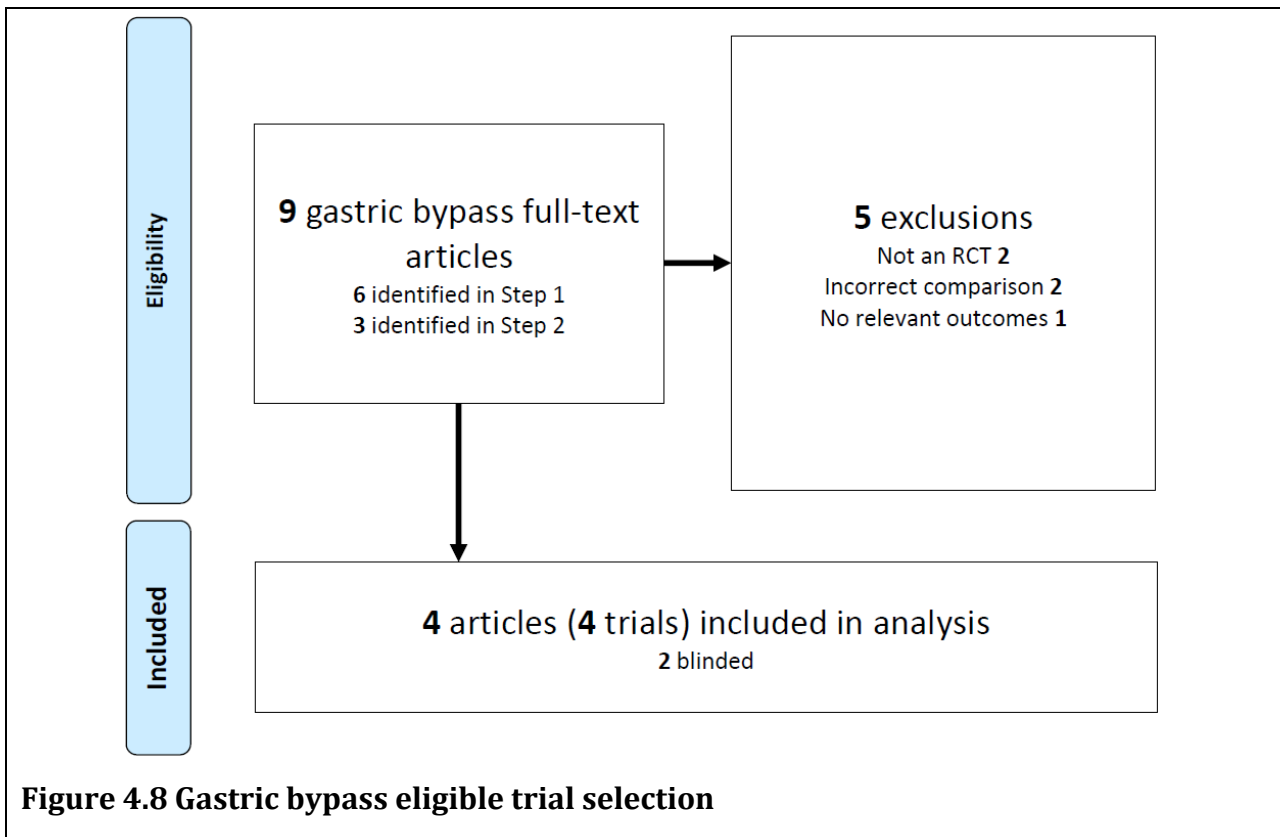 Eligibility
9 gastric bypass full-text
articles
6 identified in Step 1
3 identified in Step 2
5 exclusions
Not an RCT 2
Incorrect comparison 2
No relevant outcomes 1
Included
4 articles (4 trials) included in analysis
2 blinded
Figure 4.8 Gastric bypass eligible trial selection